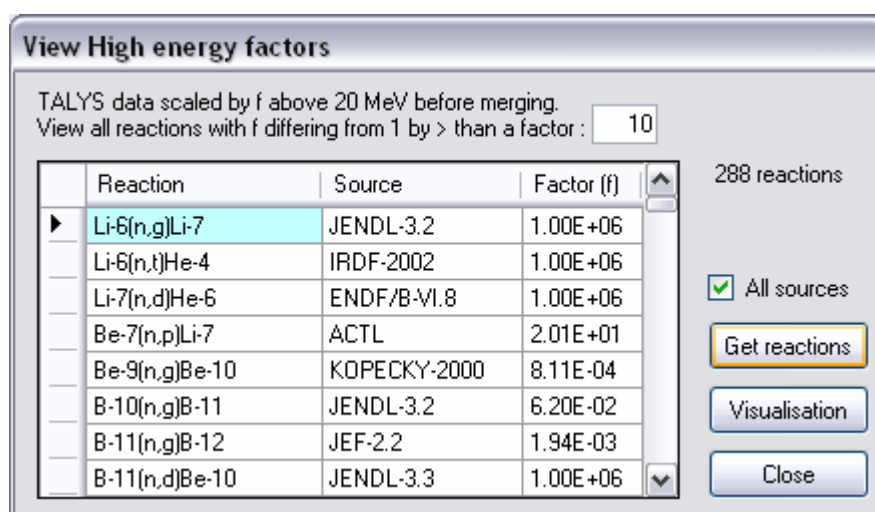 View High energy factors
TALYS data scaled by f above 20 MeV before merging.
View all reactions with f differing from 1 by > than a factor : 10
288 reactions
Reaction Source Factor (f)
Li-6(n,g)Li-7 JENDL-3.2 1.00E+06
Li-6(n,t)He-4 IRDF-2002 1.00E+06
Li-7(n,d)He-6 ENDF/B-VI.8 1.00E+06
Be-7(n,p)Li-7 ACTL 2.01E+01
Be-9(n,g)Be-10 KOPECKY-2000 8.11E-04
B-10(n,g)B-11 JENDL-3.2 6.20E-02
B-11(n,g)B-12 JEF-2.2 1.94E-03
B-11(n,d)Be-10 JENDL-3.3 1.00E+06
All sources
Get reactions
Visualisation
Close